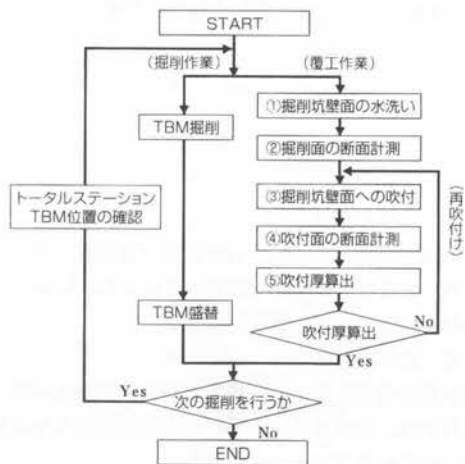 START
(掘削作業)
(覆工作業)
①掘削坑壁面の水洗い
TBM掘削
②掘削面の断面計測
トータルステーション
TBM位置の確認
③掘削坑壁面への吹付
(再吹付け)
④吹付面の断面計測
⑤吹付厚算出
TBM盛替
吹付厚算出
No
Yes
Yes
次の掘削を行うか
No
END